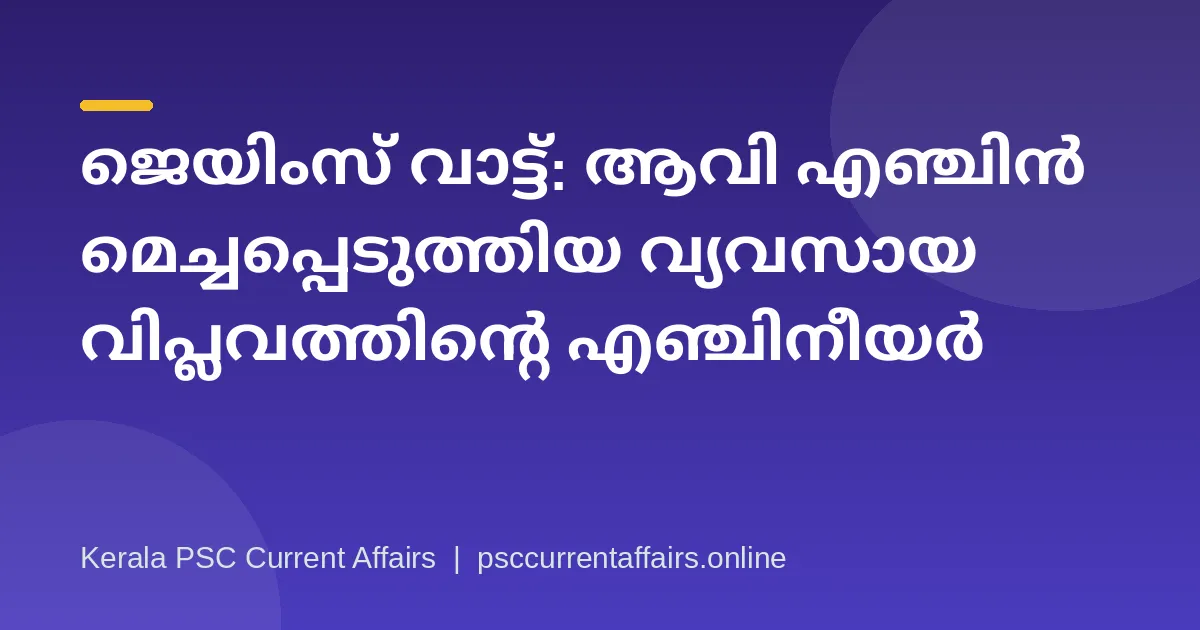 ജെയിംസ് വാട്ട്: ആവി എഞ്ചിൻ
മെച്ചപ്പെടുത്തിയ വ്യവസായ
വിപ്ലവത്തിന്റെ എഞ്ചിനീയർ
Kerala PSC Current Affairs | psccurrentaffairs.online